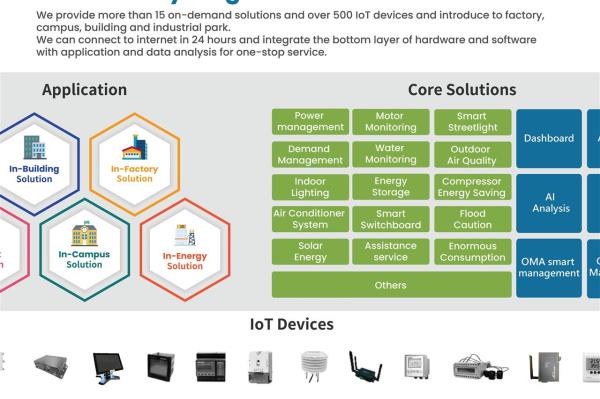 We provide more than 15 on-demand solutions and over 500 IoT devices and introduce to factory,
campus, building and industrial park.
We can connect to internet in 24 hours and integrate the bottom layer of hardware and software
with application and data analysis for one-stop service.
Application
In-Building
Solution
In-Factory
Solution
In-Campus
Solution
In-Energy
Solution
Core Solutions
Power
management
Motor
Monitoring
Smart
Streetlight
Demand
Management
Water
Monitoring
Outdoor
Air Quality
Indoor
Lighting
Energy
Storage
Compressor
Energy Saving
Air Conditioner
System
Smart
Switchboard
Flood
Caution
Solar
Energy
Assistance
service
Enormous
Consumption
Others
Dashboard
AI
Analysis
OMA smart
management
IoT Devices